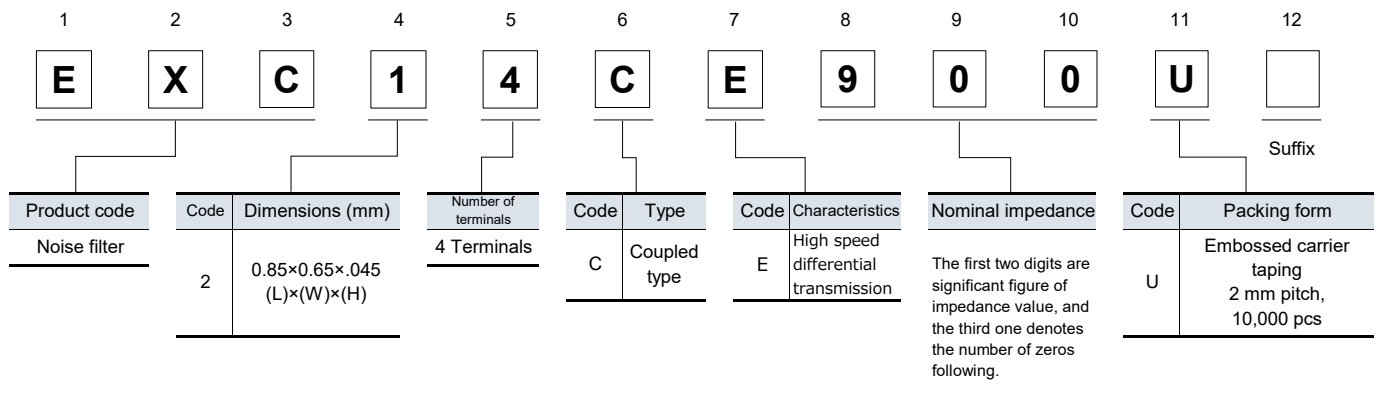 1 2 3 4 5 6 7 8 9 10 11 12
E X C 1 4 C E 9 0 0 U
Suffix
Product code
Noise filter
Code Dimensions (mm)
2 0.85×0.65×.045
(L)×(W)×(H)
Number of
terminals
4 Terminals
Code Type
C Coupled
type
Code Characteristics
E High speed
differential
transmission
Nominal impedance
The first two digits are
significant figure of
impedance value, and
the third one denotes
the number of zeros
following.
Code Packing form
U Embossed carrier
taping
2 mm pitch,
10,000 pcs